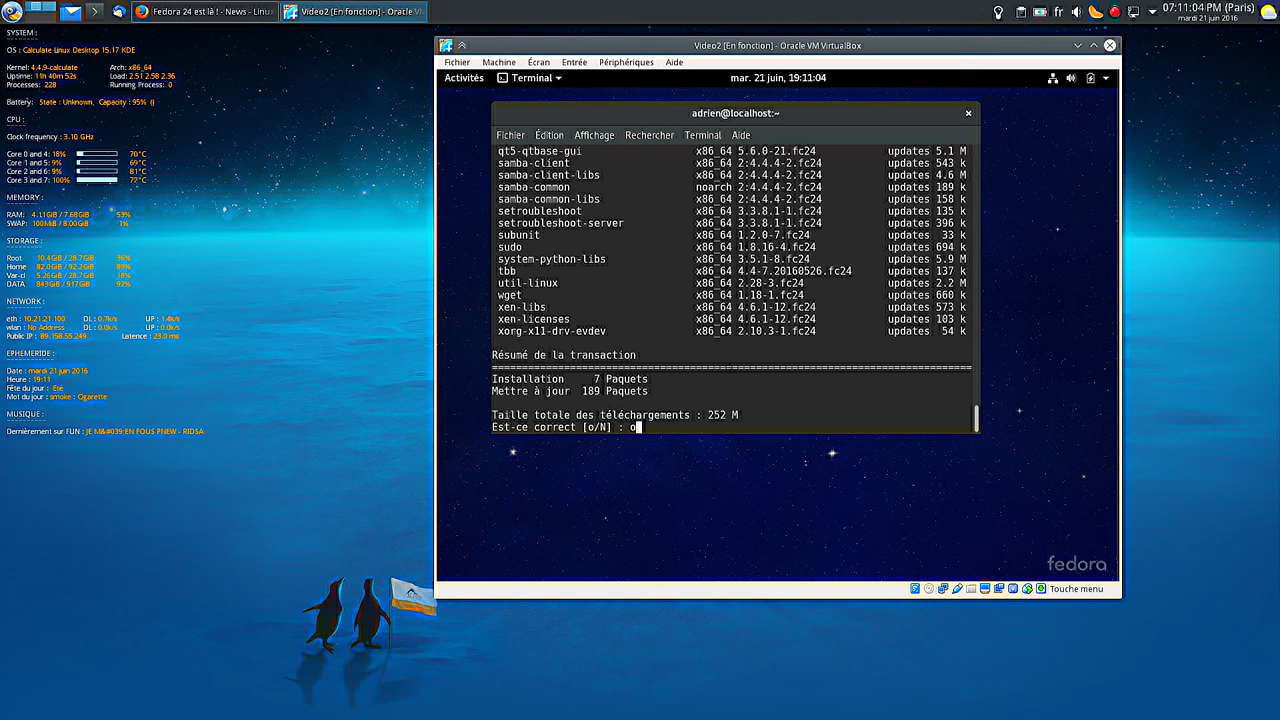 Fedora 24 est là ! - News - Linux
Video2 [En fonction] - Oracle VI
fr
07:11:04 PM (Paris)
mardi 21 juin 2016
SYSTEM :
OS : Calculate Linux Desktop 15.17 KDE
Kernel: 4.4.9-calculate Arch: x86_64
Uptime: 11h 40m 52s Load: 2.51 2.58 2.36
Processes: 228 Running Process: 0
Battery: State : Unknown, Capacity : 95% ()
CPU :
Clock frequency : 3.10 GHz
Core 0 and 4: 18% 70°C
Core 1 and 5: 9% 69°C
Core 2 and 6: 9% 81°C
Core 3 and 7: 100% 72°C
MEMORY :
RAM: 4.11GiB / 7.68GiB 53%
SWAP: 100MiB / 8.00GiB 1%
STORAGE :
Root 10.4GiB / 28.7GiB 36%
Home 82.0GiB / 92.2GiB 89%
Var-cl 5.26GiB / 28.7GiB 18%
DATA 843GiB / 917GiB 92%
NETWORK :
eth : 10.21.21.100 DL : 0.7k/s UP : 1.4k/s
wlan : No Address DL : 0.0k/s UP : 0.0k/s
Public IP : 89.158.55.249 Latence : 23.0 ms
EPHEMERIDE :
Date : mardi 21 juin 2016
Heure : 19:11
Fête du jour : Eté
Mot du jour : smoke : Cigarette
MUSIQUE :
Dernièrement sur FUN : JE M&#039;EN FOUS PNEW - RIDSA
Video2 [En fonction] - Oracle VM VirtualBox
Fichier Machine Écran Entrée Périphériques Aide
Activités Terminal mar. 21 juin, 19:11:04
adrien@localhost:~
Fichier Édition Affichage Rechercher Terminal Aide
qt5-qtbase-gui x86_64 5.6.0-21.fc24 updates 5.1 M
samba-client x86_64 2:4.4.4-2.fc24 updates 543 k
samba-client-libs x86_64 2:4.4.4-2.fc24 updates 4.6 M
samba-common noarch 2:4.4.4-2.fc24 updates 189 k
samba-common-libs x86_64 2:4.4.4-2.fc24 updates 158 k
setroubleshoot x86_64 3.3.8.1-1.fc24 updates 135 k
setroubleshoot-server x86_64 3.3.8.1-1.fc24 updates 396 k
subunit x86_64 1.2.0-7.fc24 updates 33 k
sudo x86_64 1.8.16-4.fc24 updates 694 k
system-python-libs x86_64 3.5.1-8.fc24 updates 5.9 M
tbb x86_64 4.4-7.20160526.fc24 updates 137 k
util-linux x86_64 2.28-3.fc24 updates 2.2 M
wget x86_64 1.18-1.fc24 updates 660 k
xen-libs x86_64 4.6.1-12.fc24 updates 573 k
xen-licenses x86_64 4.6.1-12.fc24 updates 103 k
xorg-x11-drv-evdev x86_64 2.10.3-1.fc24 updates 54 k
Résumé de la transaction
================================================================================
Installation 7 Paquets
Mettre à jour 189 Paquets
Taille totale des téléchargements : 252 M
Est-ce correct [o/N] : o
fedora
Touche menu